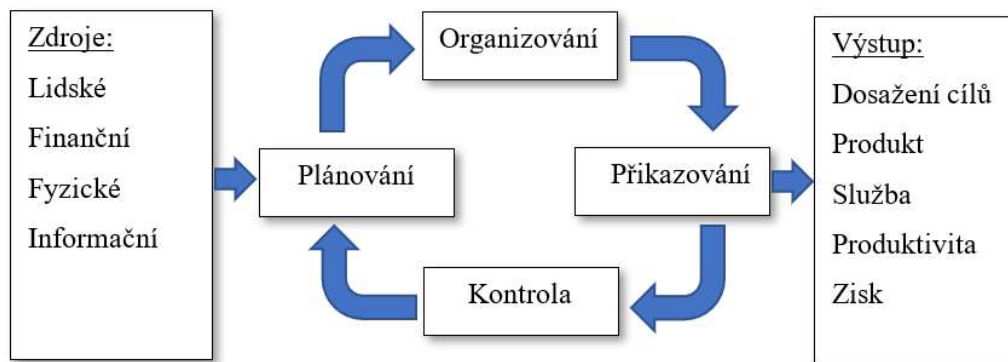 Zdroje:
Lidské
Finanční
Fyzické
Informační
Organizování
Plánování
Přikazování
Kontrola
Výstup:
Dosažení cílů
Produkt
Služba
Produktivita
Zisk